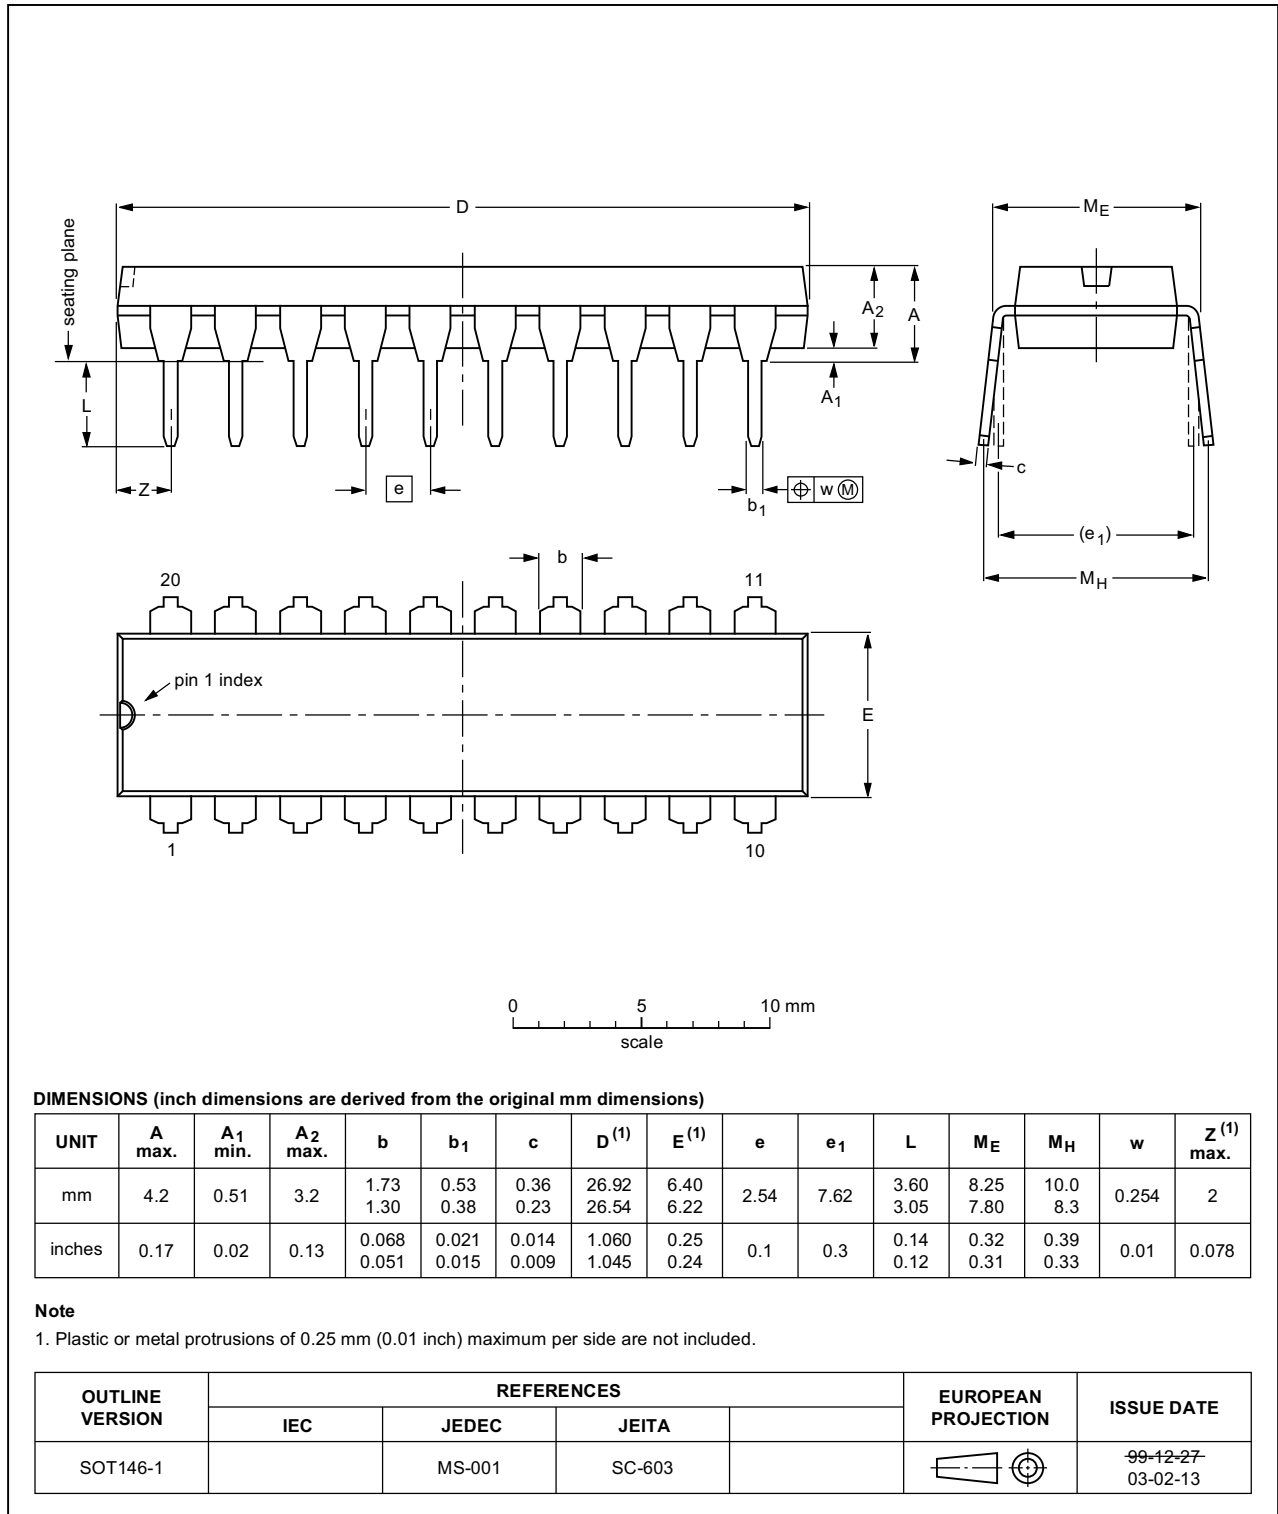 D
ME
seating plane
A2
A
L
A1
Z
e
b1
w M
c
(e1)
MH
b
20
11
pin 1 index
E
1
10
0 5 10 mm
scale
DIMENSIONS (inch dimensions are derived from the original mm dimensions)
UNIT A max. A1 min. A2 max. b b1 c D(1) E(1) e e1 L ME MH w Z(1) max.
mm 4.2 0.51 3.2 1.73 1.30 0.53 0.38 0.36 0.23 26.92 26.54 6.40 6.22 2.54 7.62 3.60 3.05 8.25 7.80 10.0 8.3 0.254 2
inches 0.17 0.02 0.13 0.068 0.051 0.021 0.015 0.014 0.009 1.060 1.045 0.25 0.24 0.1 0.3 0.14 0.12 0.32 0.31 0.39 0.33 0.01 0.078
Note
1. Plastic or metal protrusions of 0.25 mm (0.01 inch) maximum per side are not included.
OUTLINE VERSION REFERENCES EUROPEAN PROJECTION ISSUE DATE
IEC JEDEC JEITA
SOT146-1 MS-001 SC-603 99-12-27
03-02-13